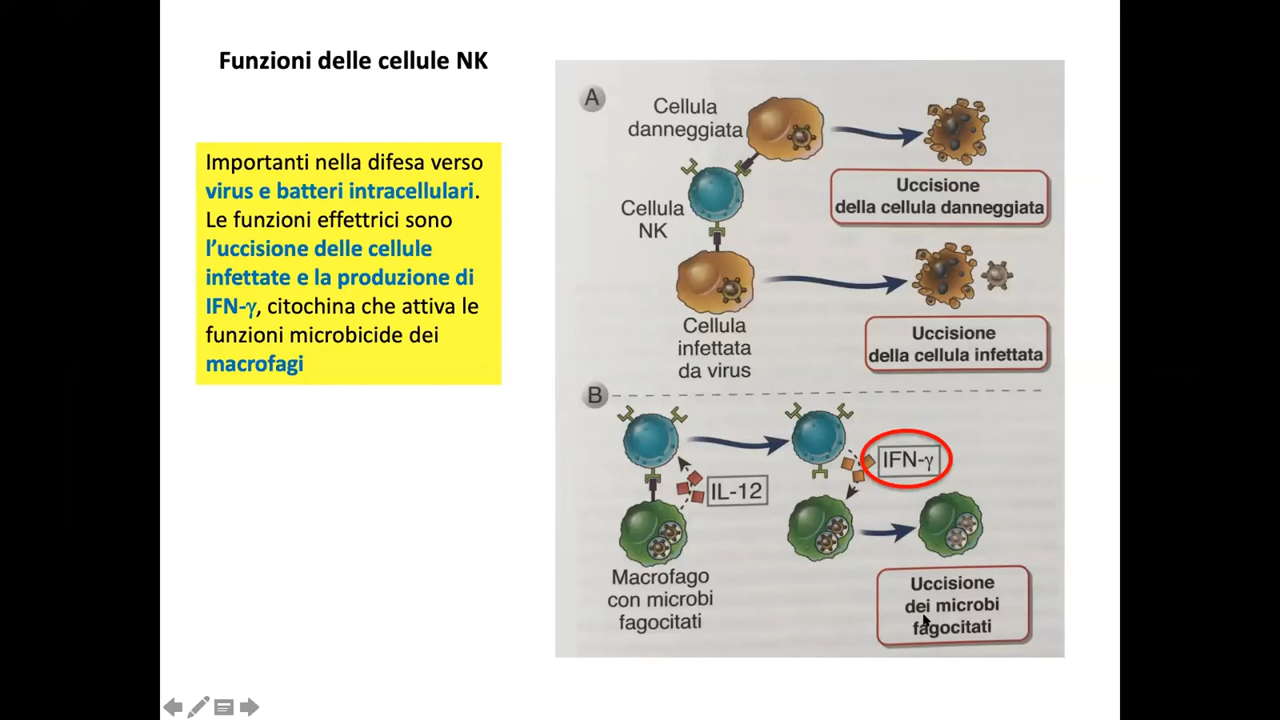 Funzioni delle cellule NK
Importanti nella difesa verso
virus e batteri intracellulari.
Le funzioni effettrici sono
l’uccisione delle cellule
infettate e la produzione di
IFN-γ, citochina che attiva le
funzioni microbicide dei
macrofagi
A
Cellula
danneggiata
Uccisione
della cellula danneggiata
Cellula
NK
Cellula
infettata
da virus
Uccisione
della cellula infettata
B
IL-12
IFN-γ
Macrofago
con microbi
fagocitati
Uccisione
dei microbi
fagocitati